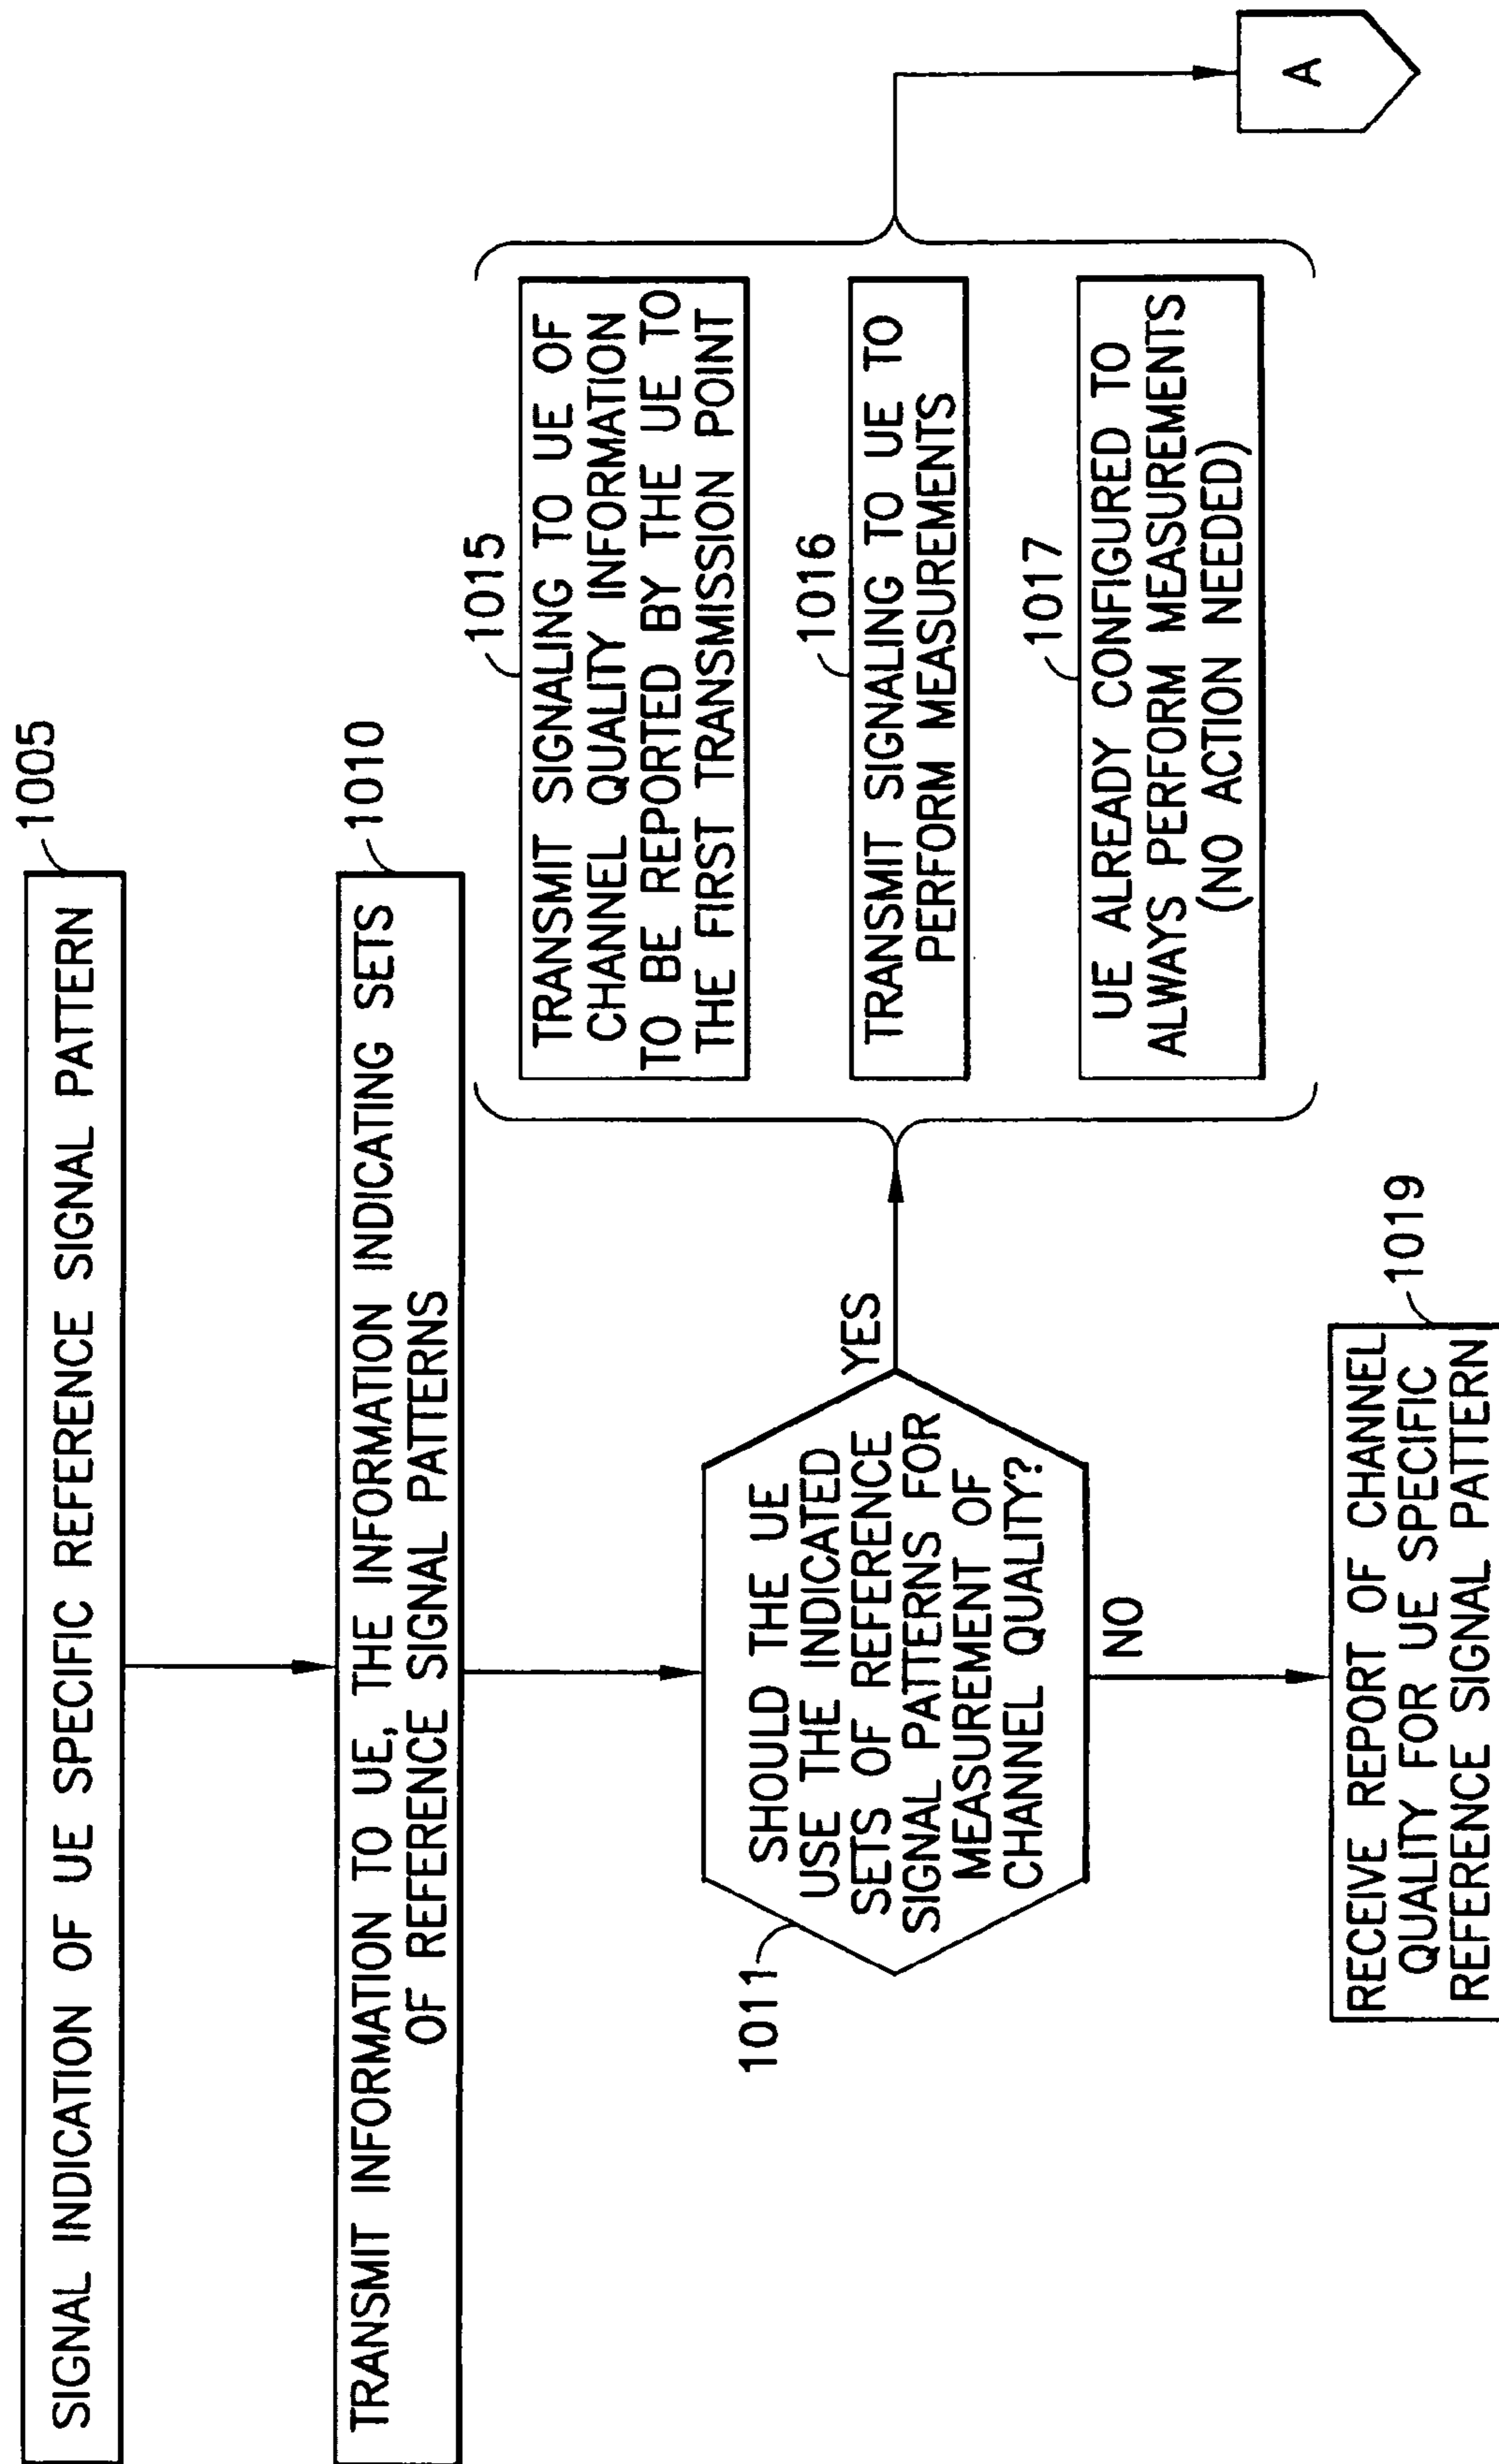 1005
SIGNAL INDICATION OF UE SPECIFIC REFERENCE SIGNAL PATTERN
1010
TRANSMIT INFORMATION TO UE, THE INFORMATION INDICATING SETS
OF REFERENCE SIGNAL PATTERNS
1011
SHOULD THE UE
USE THE INDICATED
SETS OF REFERENCE
SIGNAL PATTERNS FOR
MEASUREMENT OF
CHANNEL QUALITY?
YES
NO
1015
TRANSMIT SIGNALING TO UE OF
CHANNEL QUALITY INFORMATION
TO BE REPORTED BY THE UE TO
THE FIRST TRANSMISSION POINT
1016
TRANSMIT SIGNALING TO UE TO
PERFORM MEASUREMENTS
1017
UE ALREADY CONFIGURED TO
ALWAYS PERFORM MEASUREMENTS
(NO ACTION NEEDED)
A
1019
RECEIVE REPORT OF CHANNEL
QUALITY FOR UE SPECIFIC
REFERENCE SIGNAL PATTERN